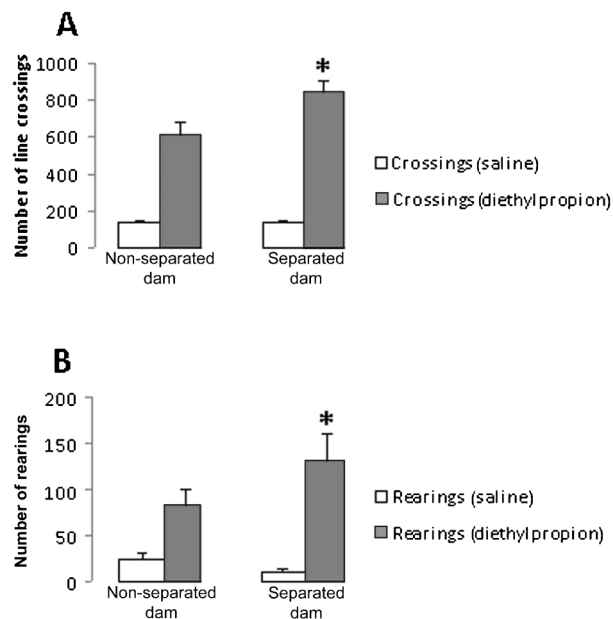 A
Number of line crossings
1000
800
600
400
200
0
*
Non-separated
dam
Separated
dam
Crossings (saline)
Crossings (diethylpropion)
B
Number of rearings
200
150
100
50
0
*
Non-separated
dam
Separated
dam
Rearings (saline)
Rearings (diethylpropion)